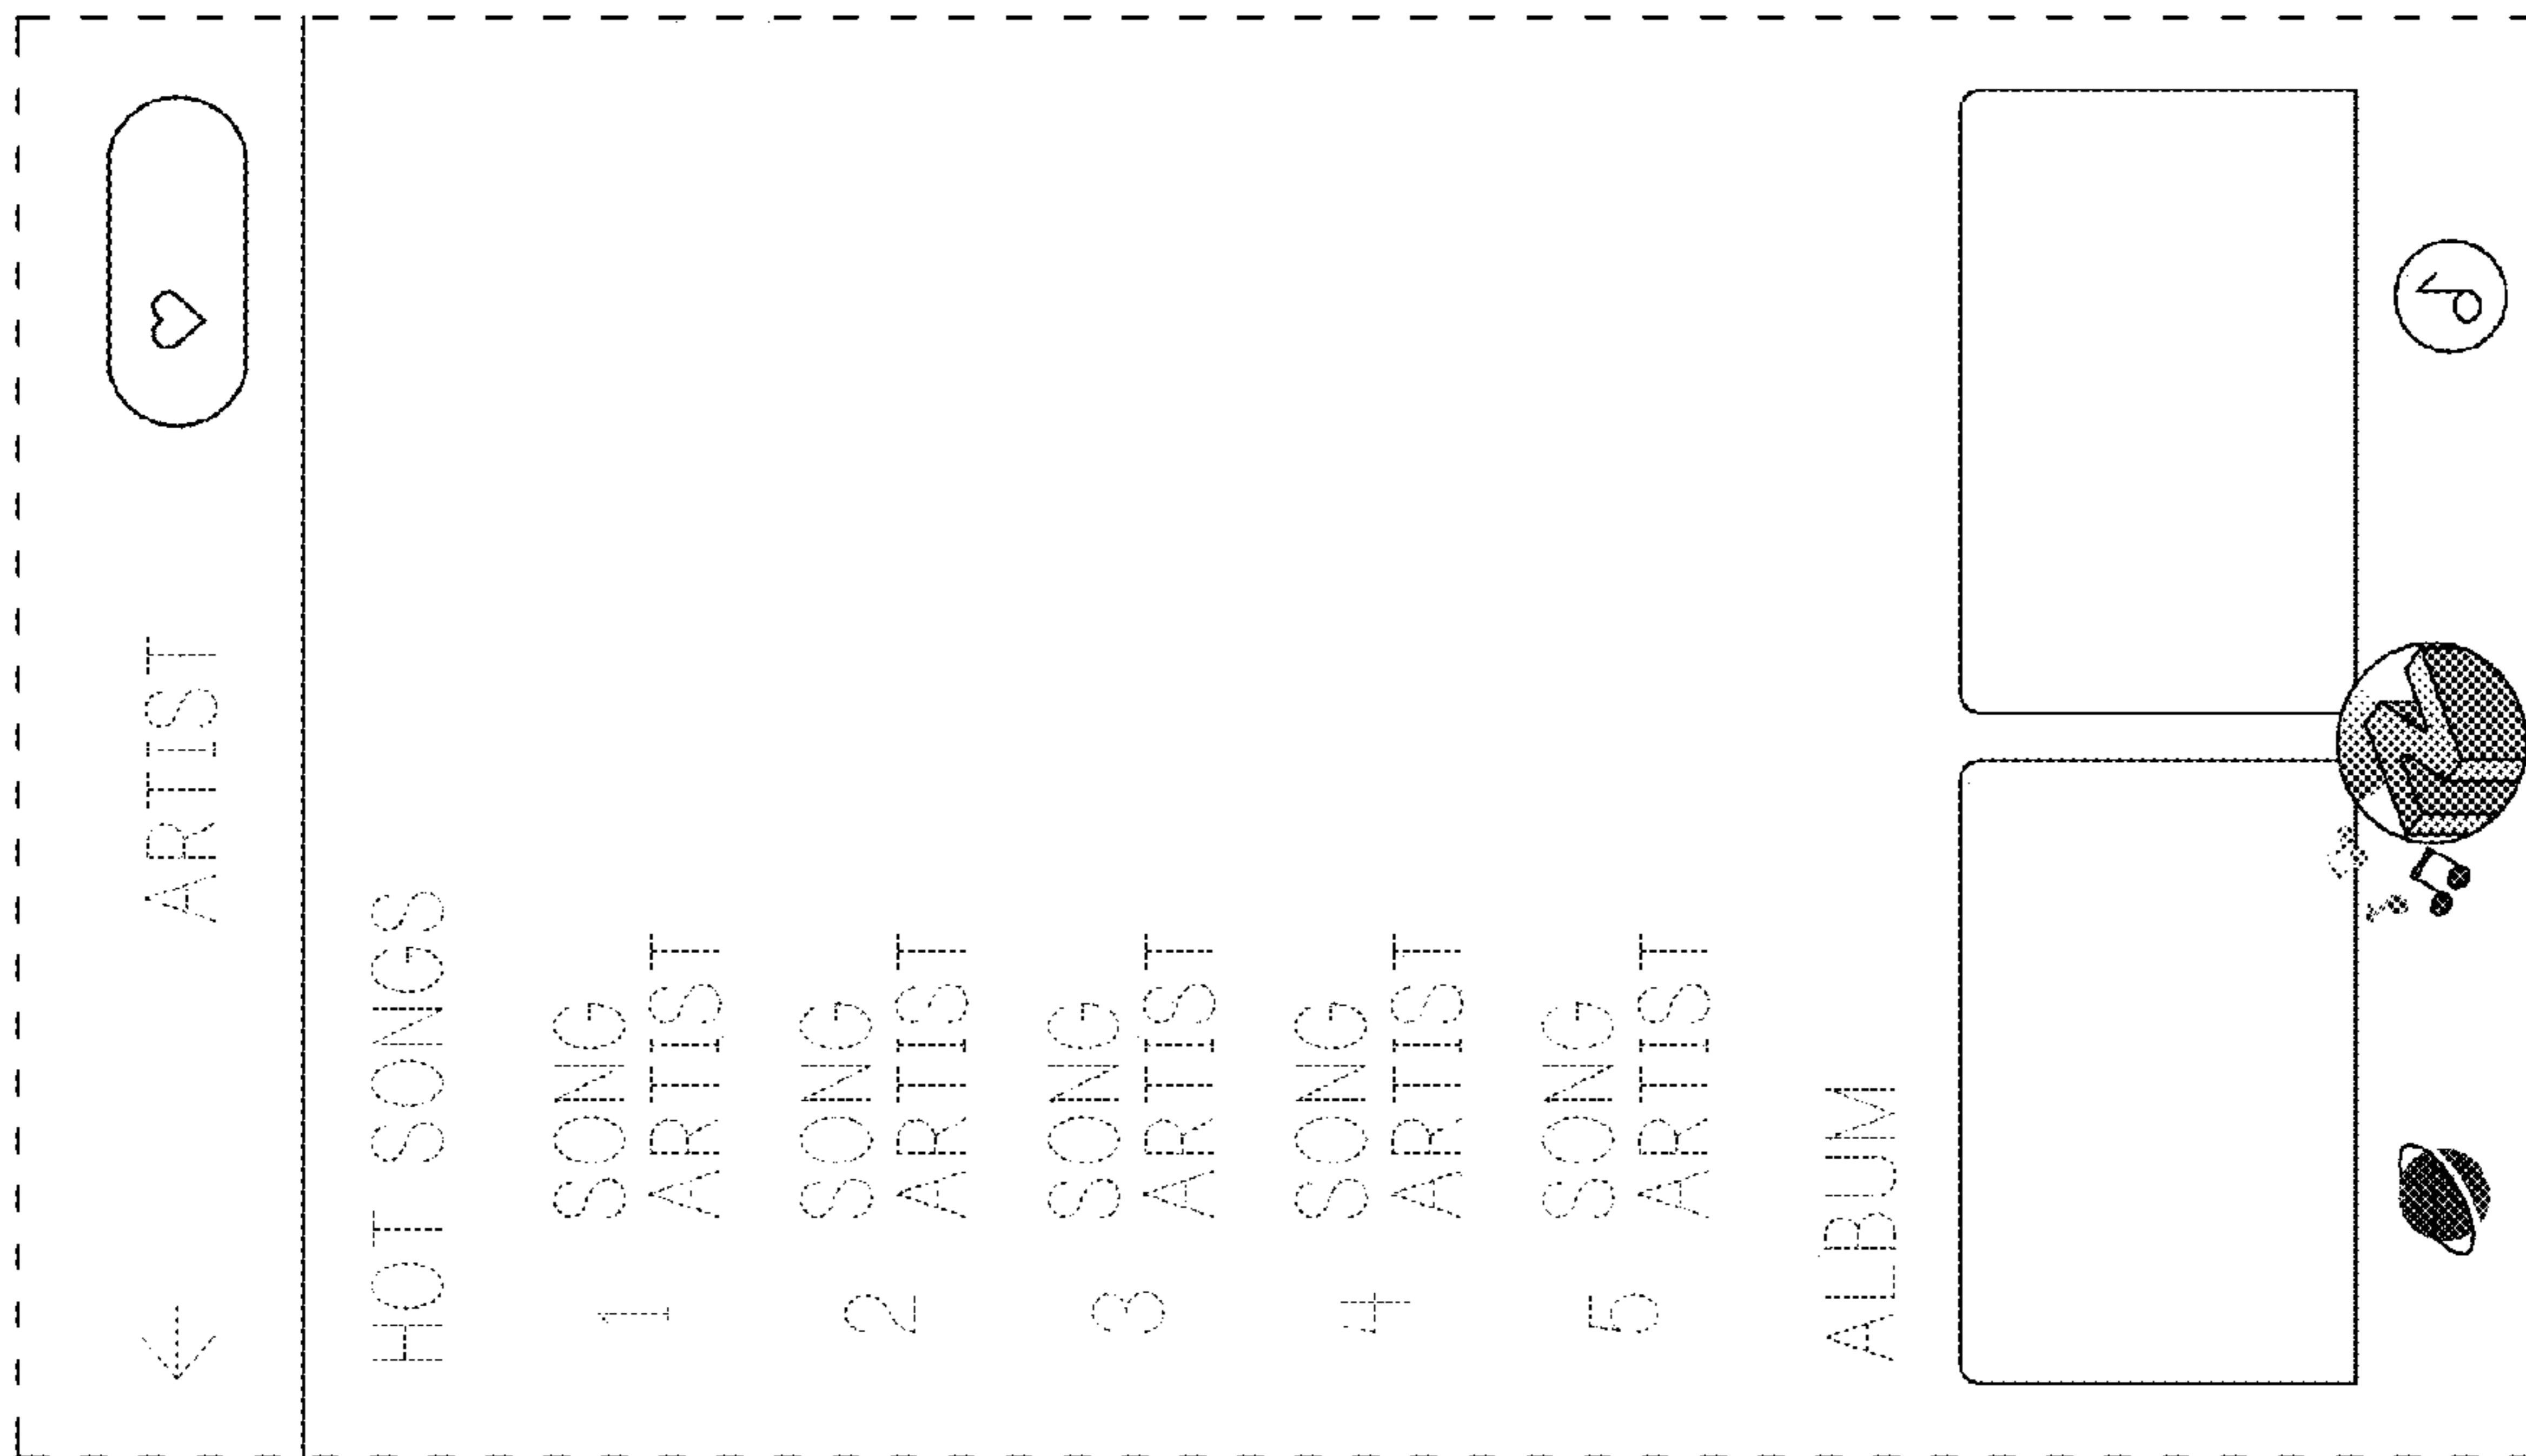 ARTIST
HOT SONGS
1 SONG
ARTIST
2 SONG
ARTIST
3 SONG
ARTIST
4 SONG
ARTIST
5 SONG
ARTIST
ALBUM